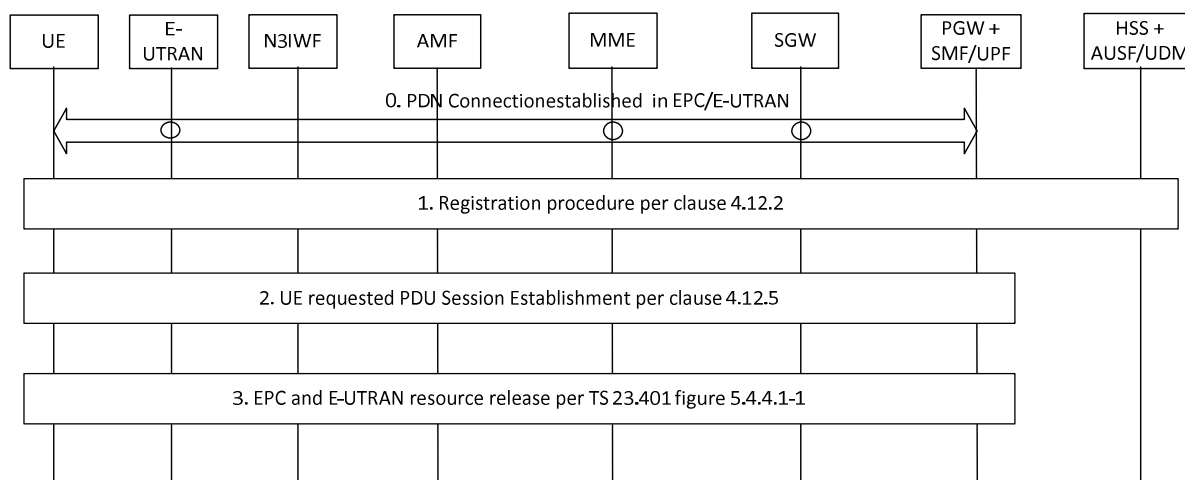 UE
E-
UTRAN
N3IWF
AMF
MME
SGW
PGW +
SMF/UPF
HSS +
AUSF/UDM
0. PDN Connectionestablished in EPC/E-UTRAN
1. Registration procedure per clause 4.12.2
2. UE requested PDU Session Establishment per clause 4.12.5
3. EPC and E-UTRAN resource release per TS 23.401 figure 5.4.4.1-1